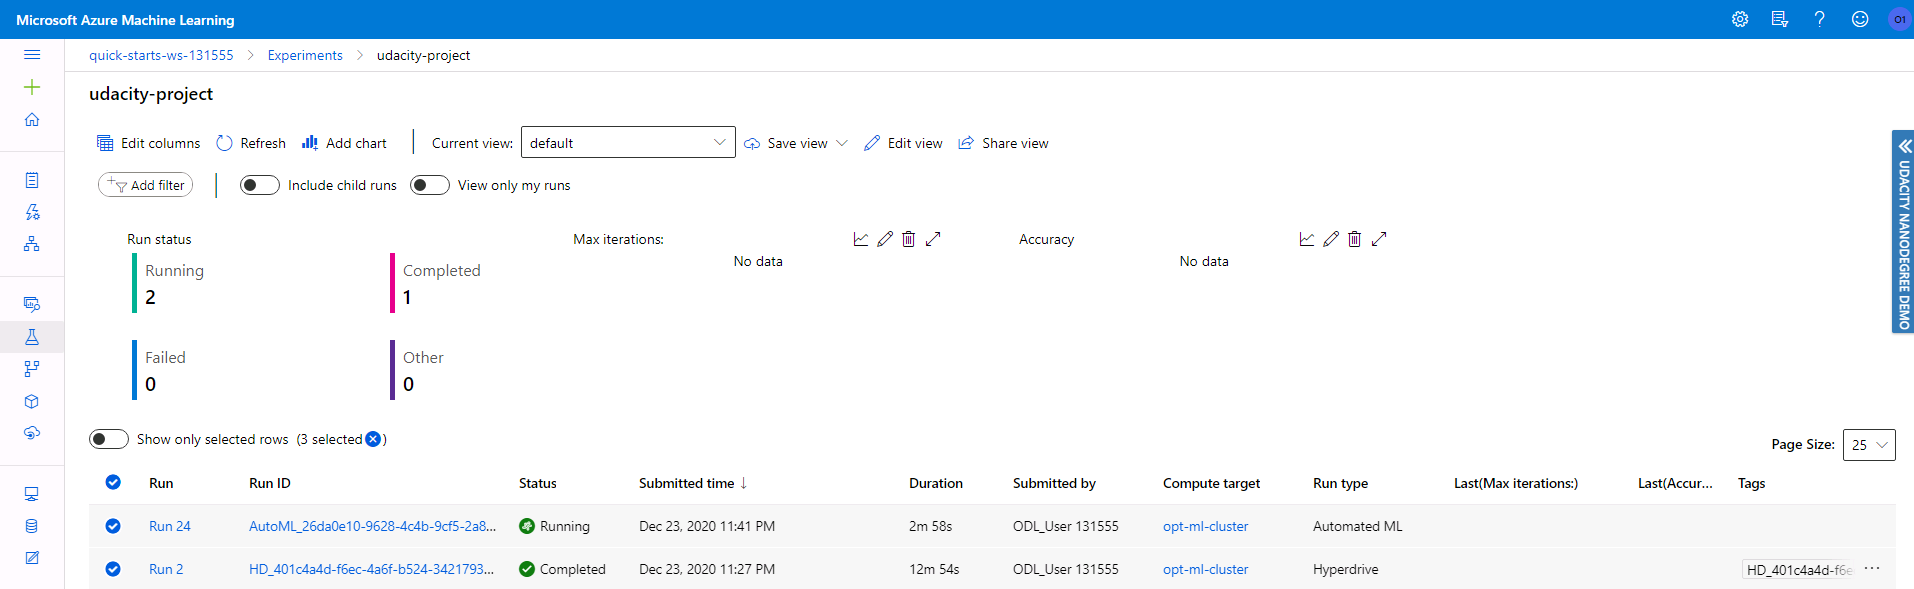 Microsoft Azure Machine Learning
O1
quick-starts-ws-131555 > Experiments > udacity-project
udacity-project
Edit columns Refresh Add chart Current view: default Save view Edit view Share view
Add filter Include child runs View only my runs
UDACITY NANODEGREE DEMO
Run status Max iterations: Accuracy
No data No data
Running Completed
2 1
Failed Other
0 0
Show only selected rows (3 selected )
Page Size: 25
Run Run ID Status Submitted time ↓ Duration Submitted by Compute target Run type Last(Max iterations:) Last(Accur... Tags
Run 24 AutoML_26da0e10-9628-4c4b-9cf5-2a8... Running Dec 23, 2020 11:41 PM 2m 58s ODL_User 131555 opt-ml-cluster Automated ML
Run 2 HD_401c4a4d-f6ec-4a6f-b524-3421793... Completed Dec 23, 2020 11:27 PM 12m 54s ODL_User 131555 opt-ml-cluster Hyperdrive HD_401c4a4d-f6e ...